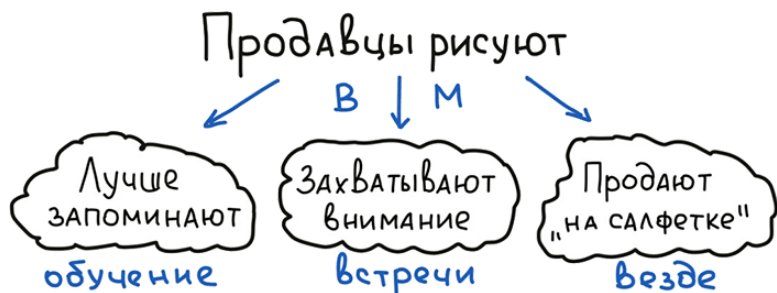 Продавцы рисуют
В М
Лучше
запоминают
Захватывают
внимание
Продают
„на салфетке"
обучение
встречи
везде